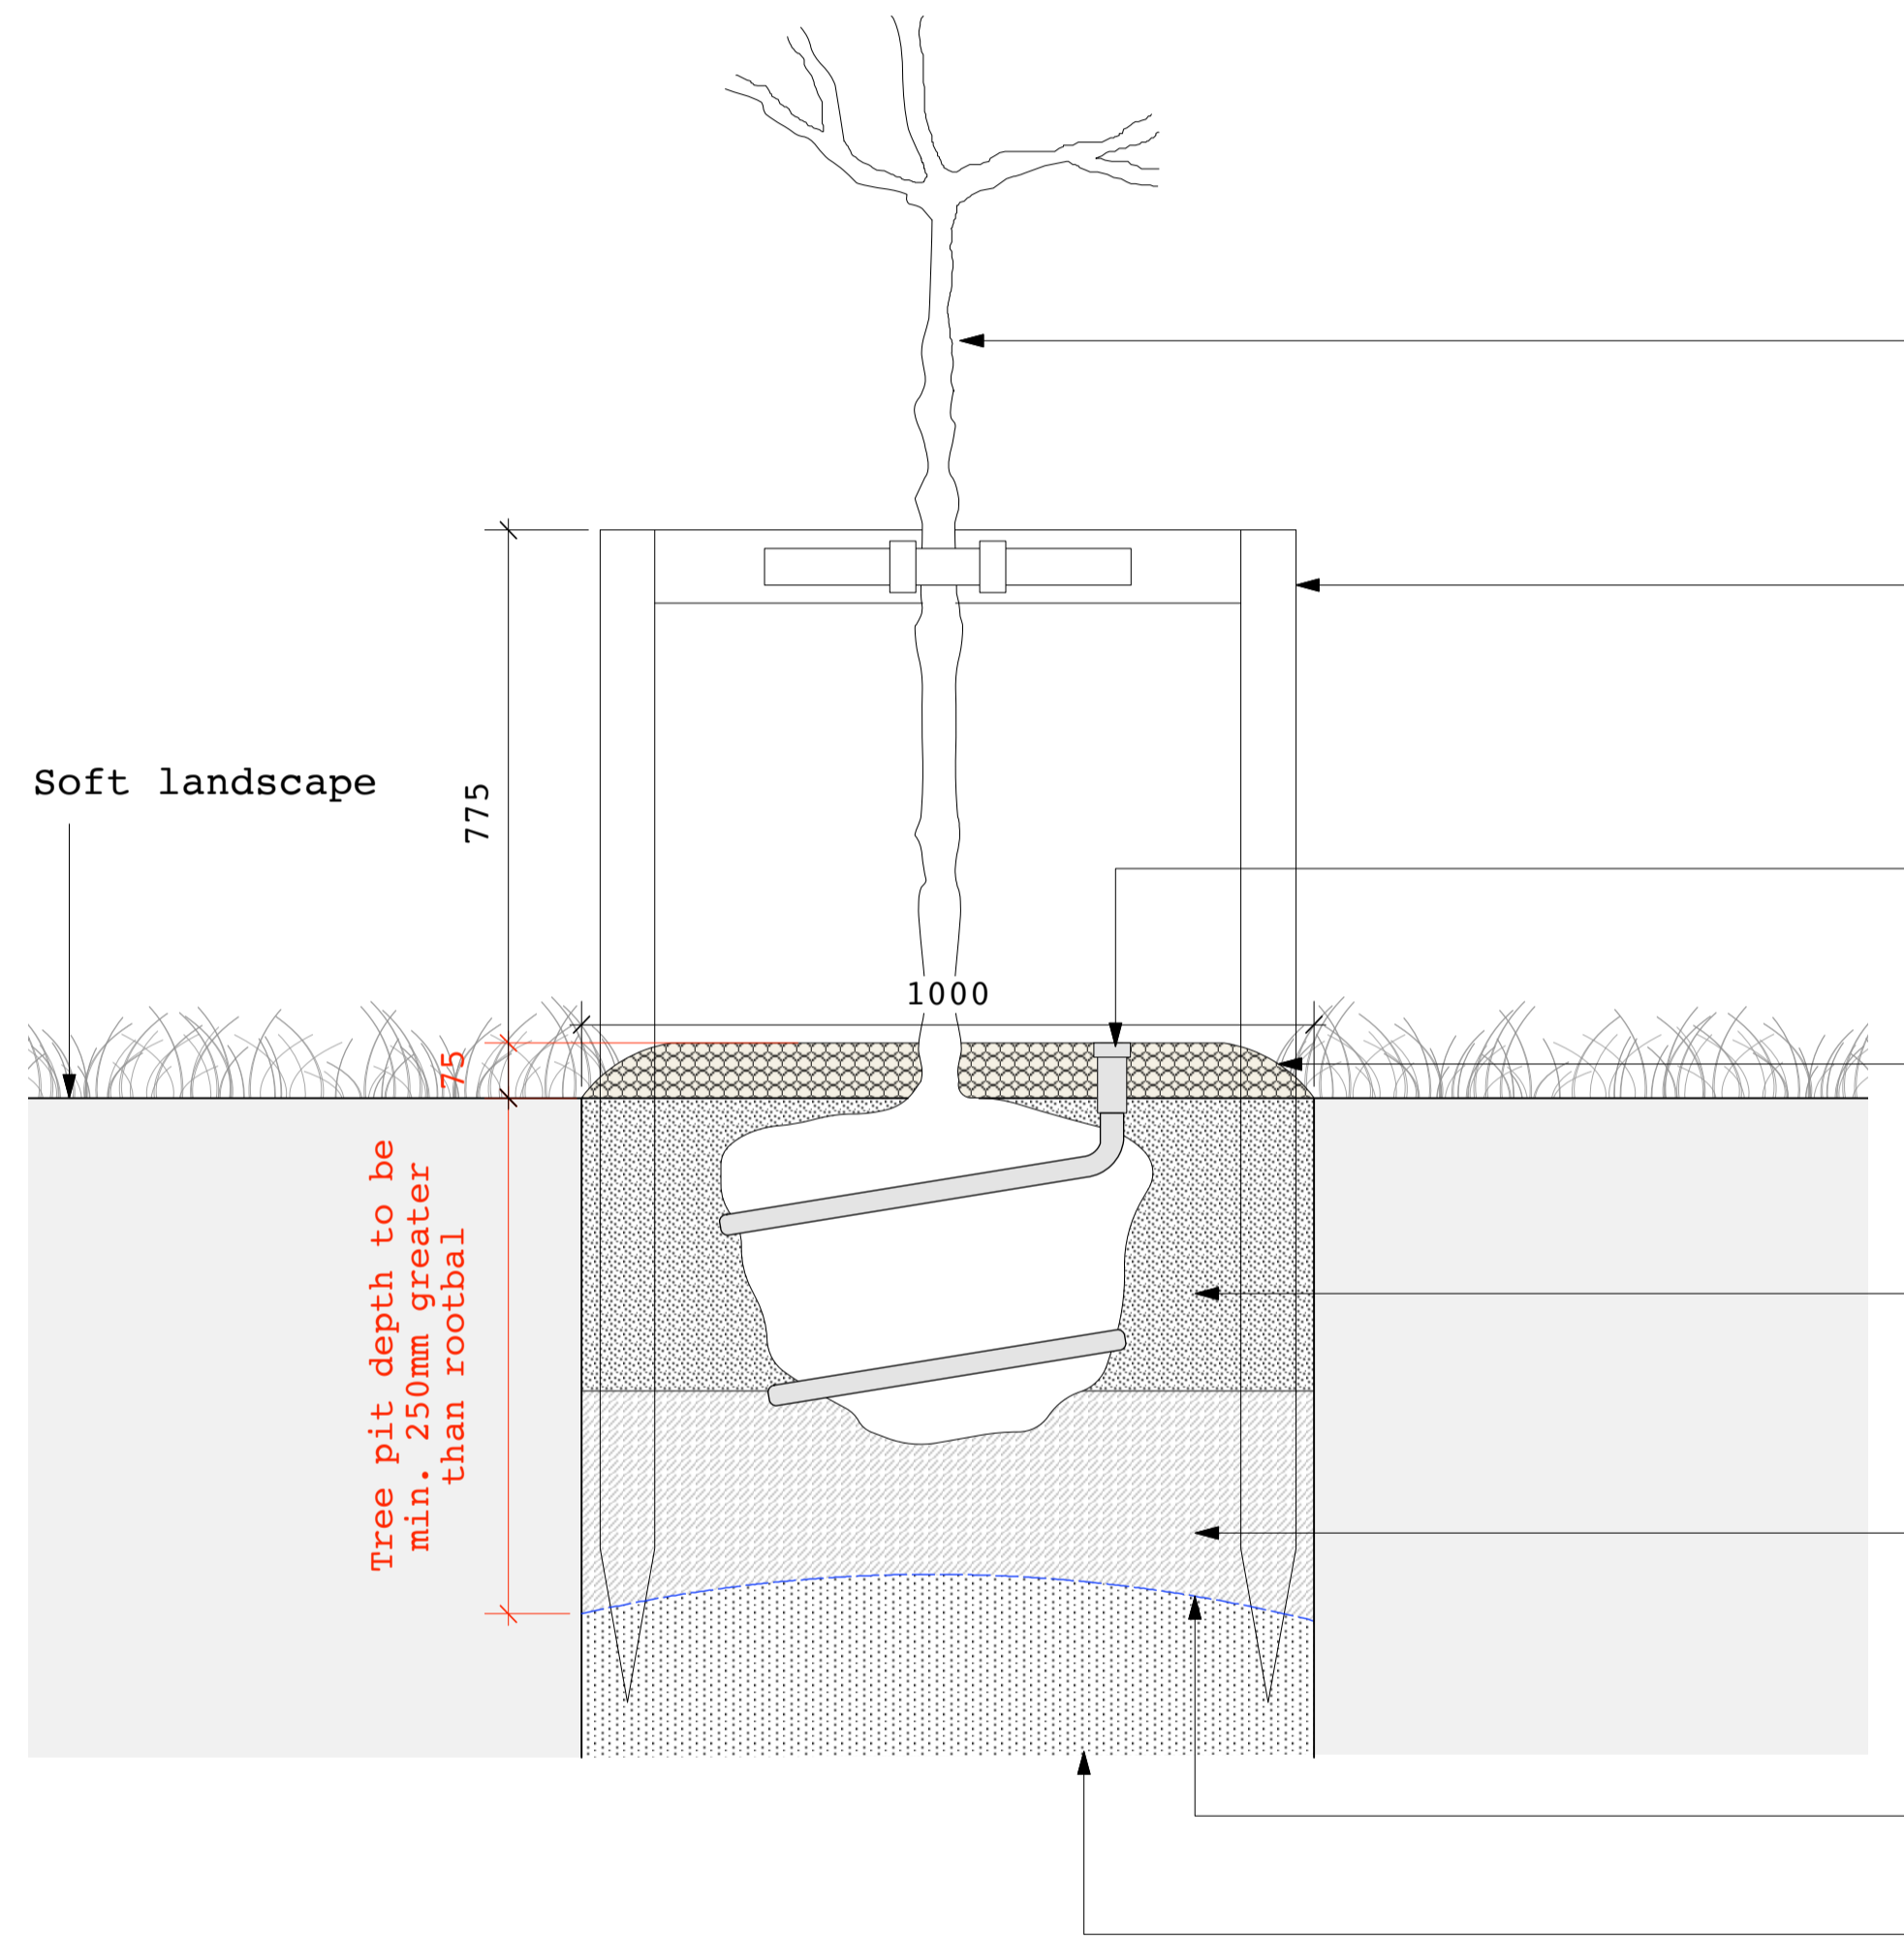 Soft landscape
775
1000
75
Tree pit depth to be
min. 250mm greater
than rootbal